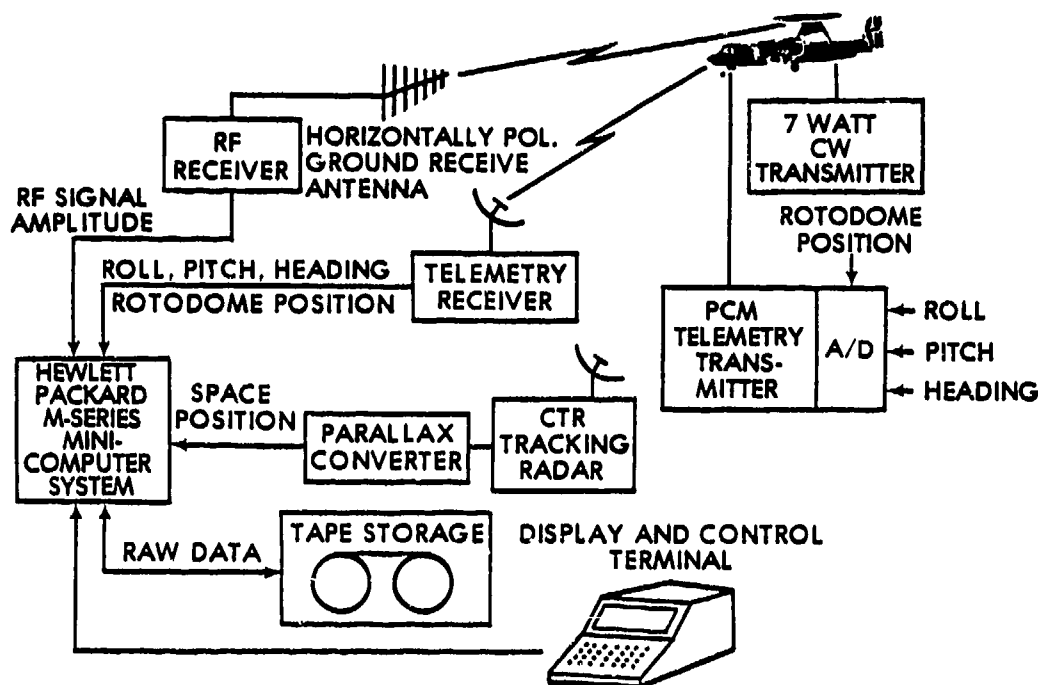 7 WATT
CW
TRANSMITTER
RF
RECEIVER
HORIZONTALLY POL.
GROUND RECEIVE
ANTENNA
RF SIGNAL
AMPLITUDE
ROTODOME
POSITION
ROLL, PITCH, HEADING
ROTODOME POSITION
TELEMETRY
RECEIVER
PCM
TELEMETRY
TRANS-
MITTER
A/D
ROLL
PITCH
HEADING
HEWLETT
PACKARD
M-SERIES
MINI-
COMPUTER
SYSTEM
SPACE
POSITION
PARALLAX
CONVERTER
CTR
TRACKING
RADAR
RAW DATA
TAPE STORAGE
DISPLAY AND CONTROL
TERMINAL